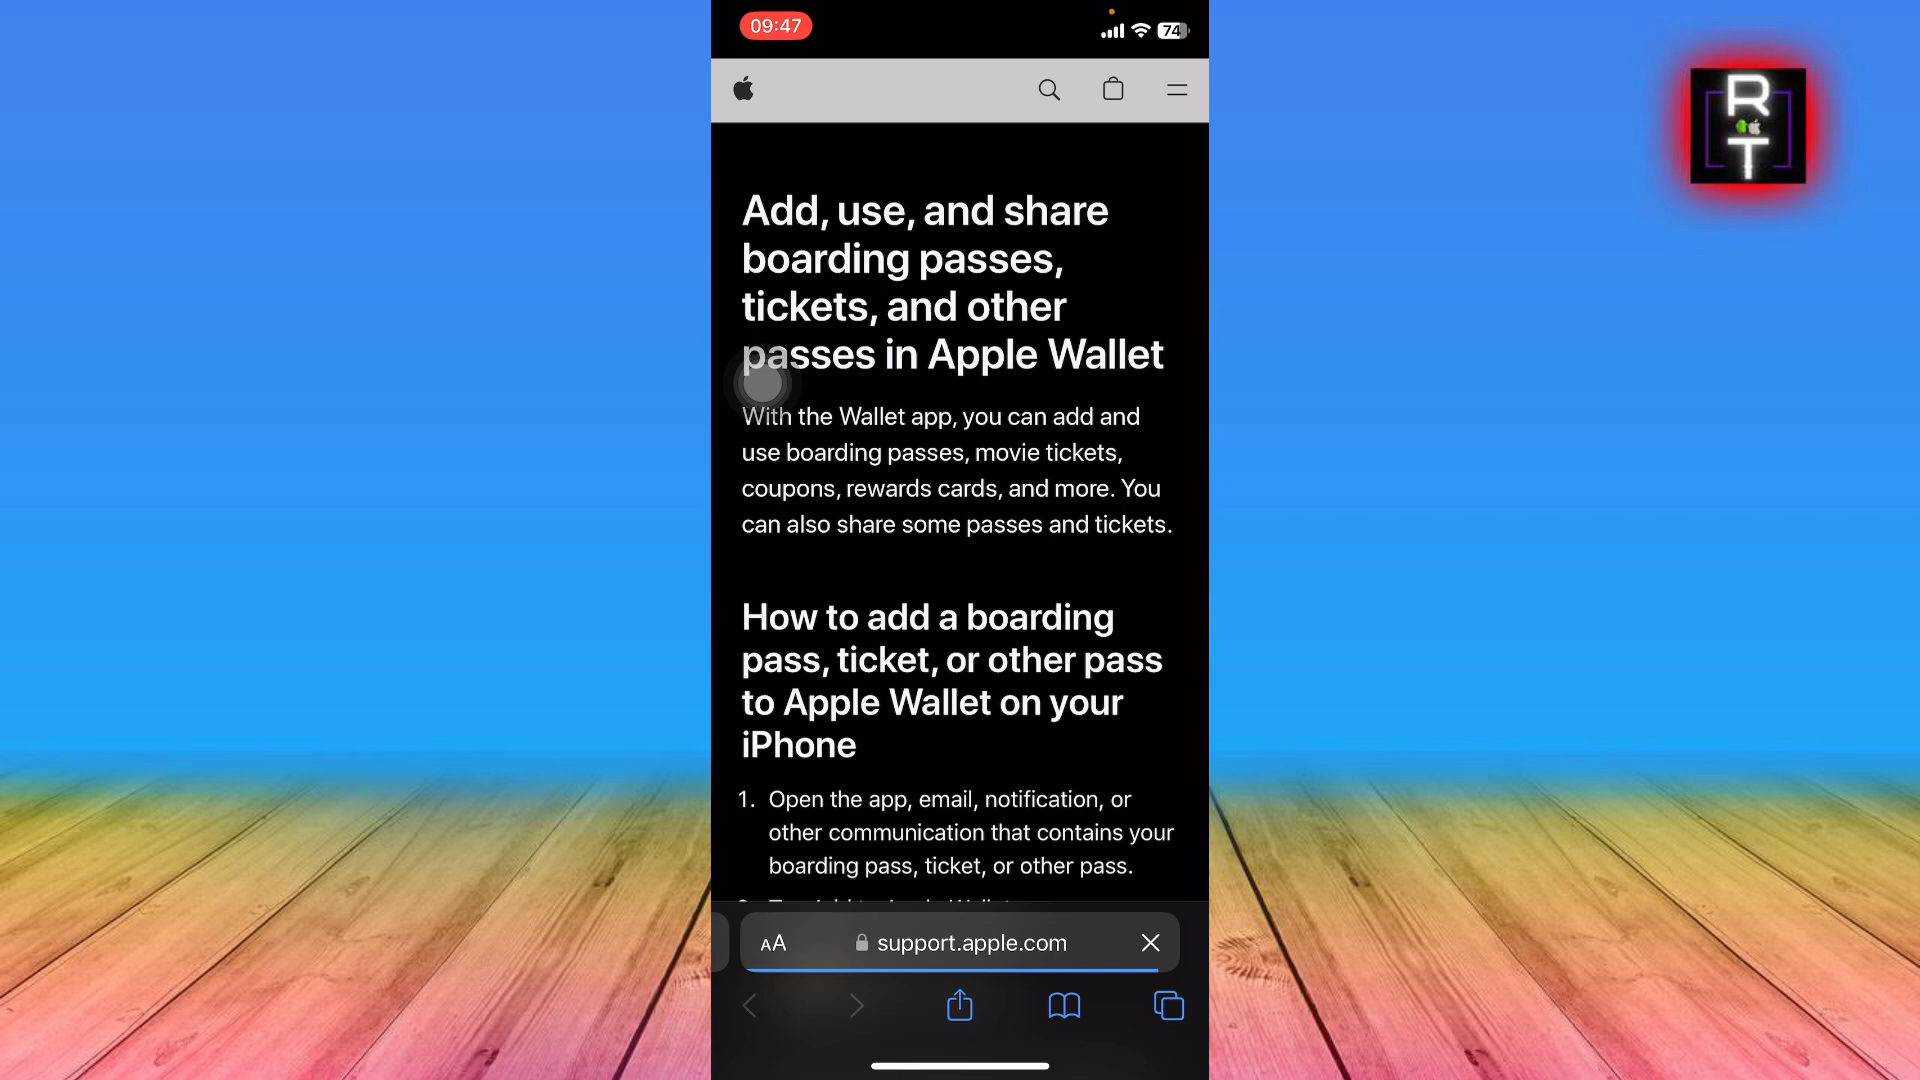 09:47
74
R
T
Add, use, and share
boarding passes,
tickets, and other
passes in Apple Wallet
With the Wallet app, you can add and
use boarding passes, movie tickets,
coupons, rewards cards, and more. You
can also share some passes and tickets.
How to add a boarding
pass, ticket, or other pass
to Apple Wallet on your
iPhone
1. Open the app, email, notification, or
other communication that contains your
boarding pass, ticket, or other pass.
AA support.apple.com